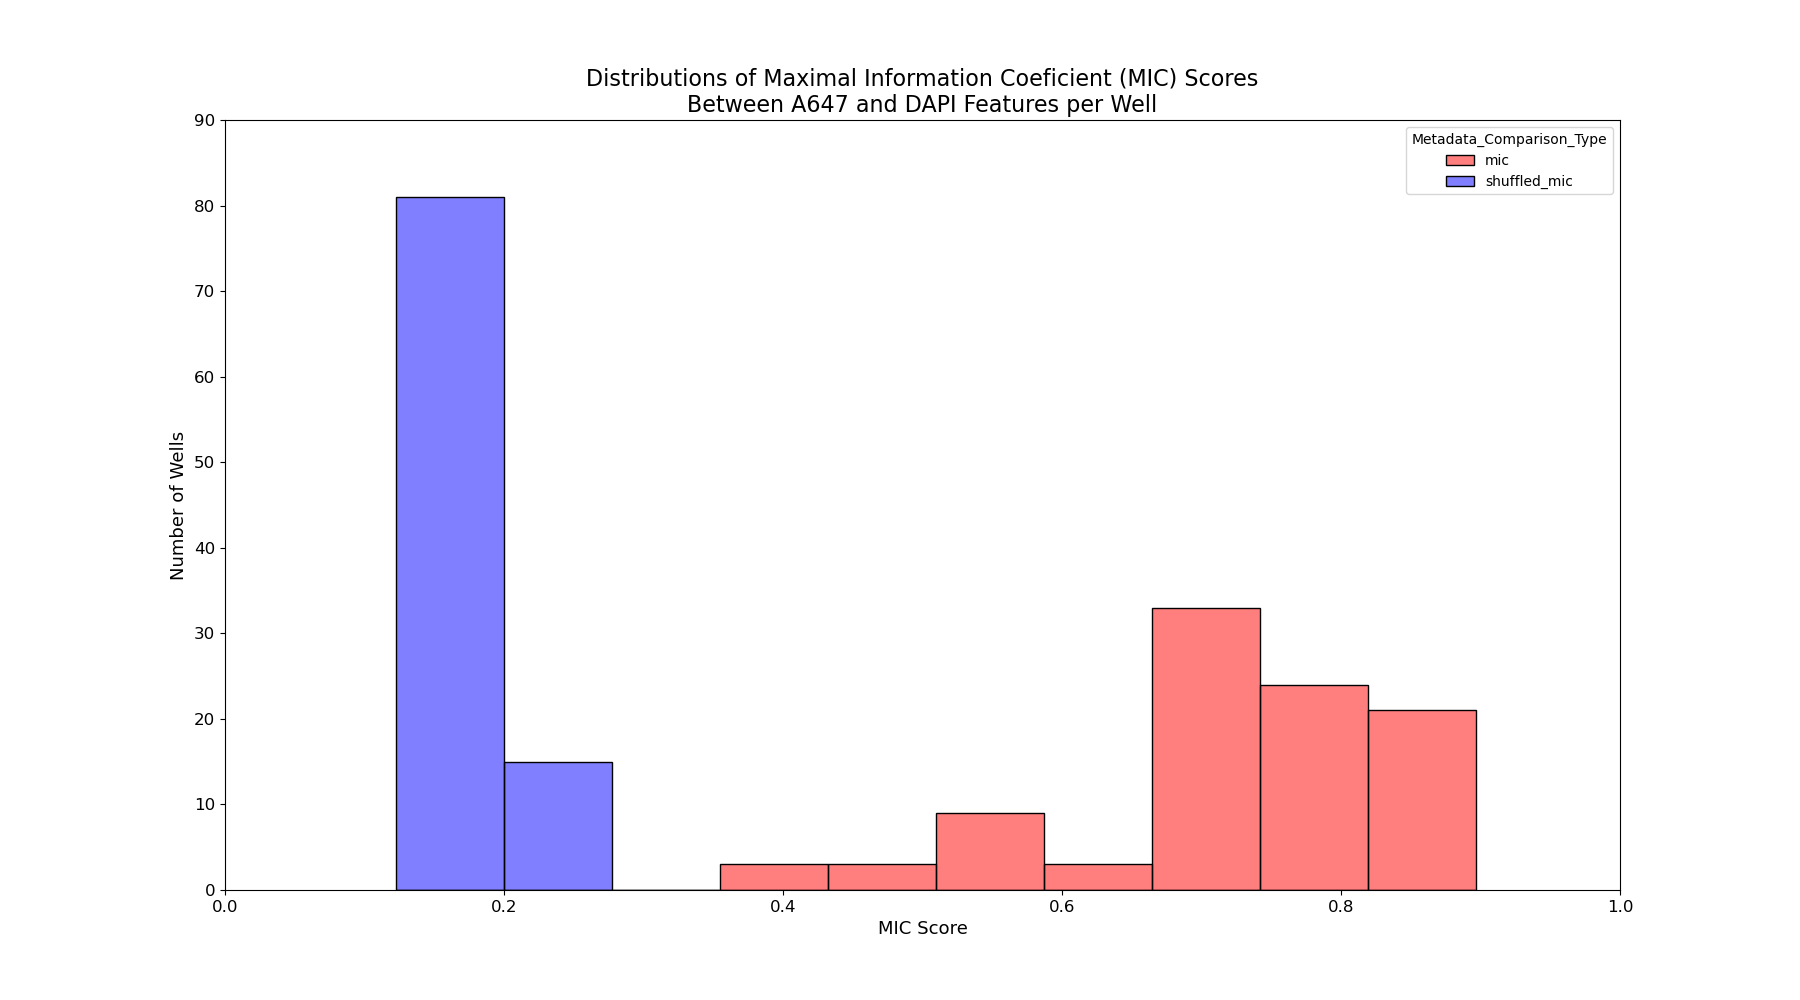 Distributions of Maximal Information Coeficient (MIC) Scores
Between A647 and DAPI Features per Well
90
80
70
60
50
40
30
20
10
0
Number of Wells
Metadata_Comparison_Type
mic
shuffled_mic
0.0
0.2
0.4
0.6
0.8
1.0
MIC Score